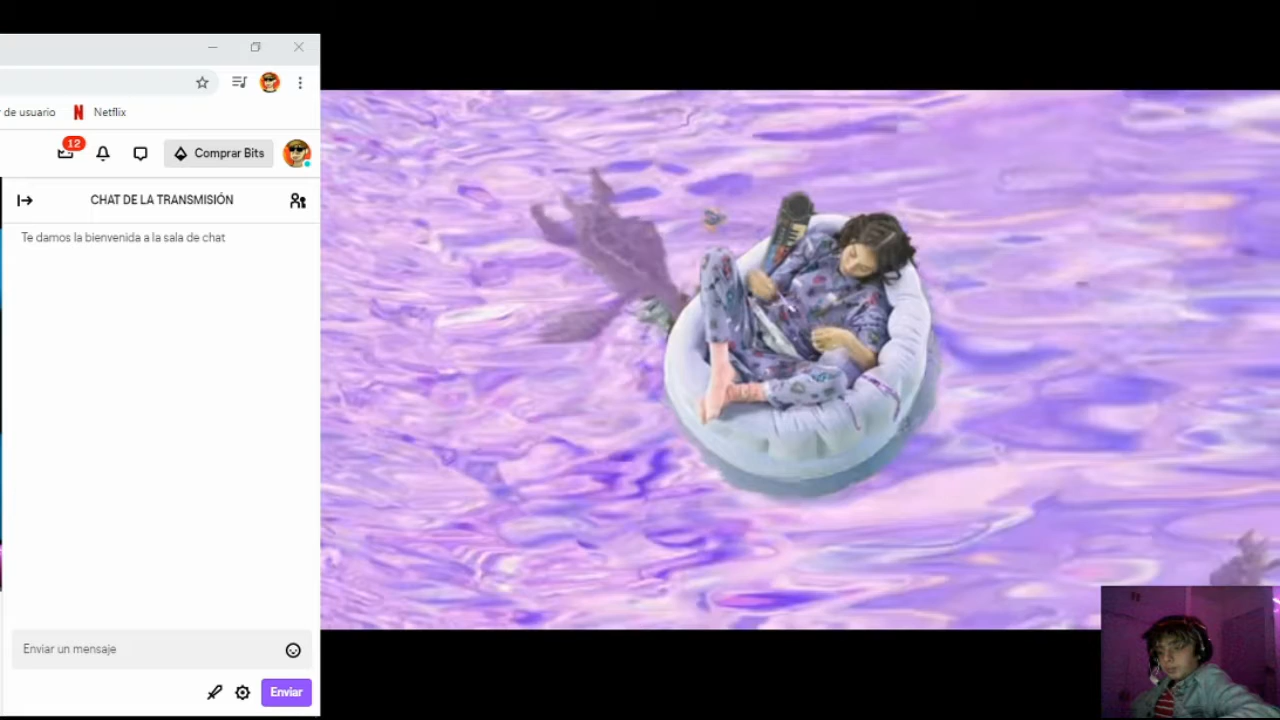 r de usuario
Netflix
12
Comprar Bits
CHAT DE LA TRANSMISIÓN
Te damos la bienvenida a la sala de chat
Enviar un mensaje
Enviar